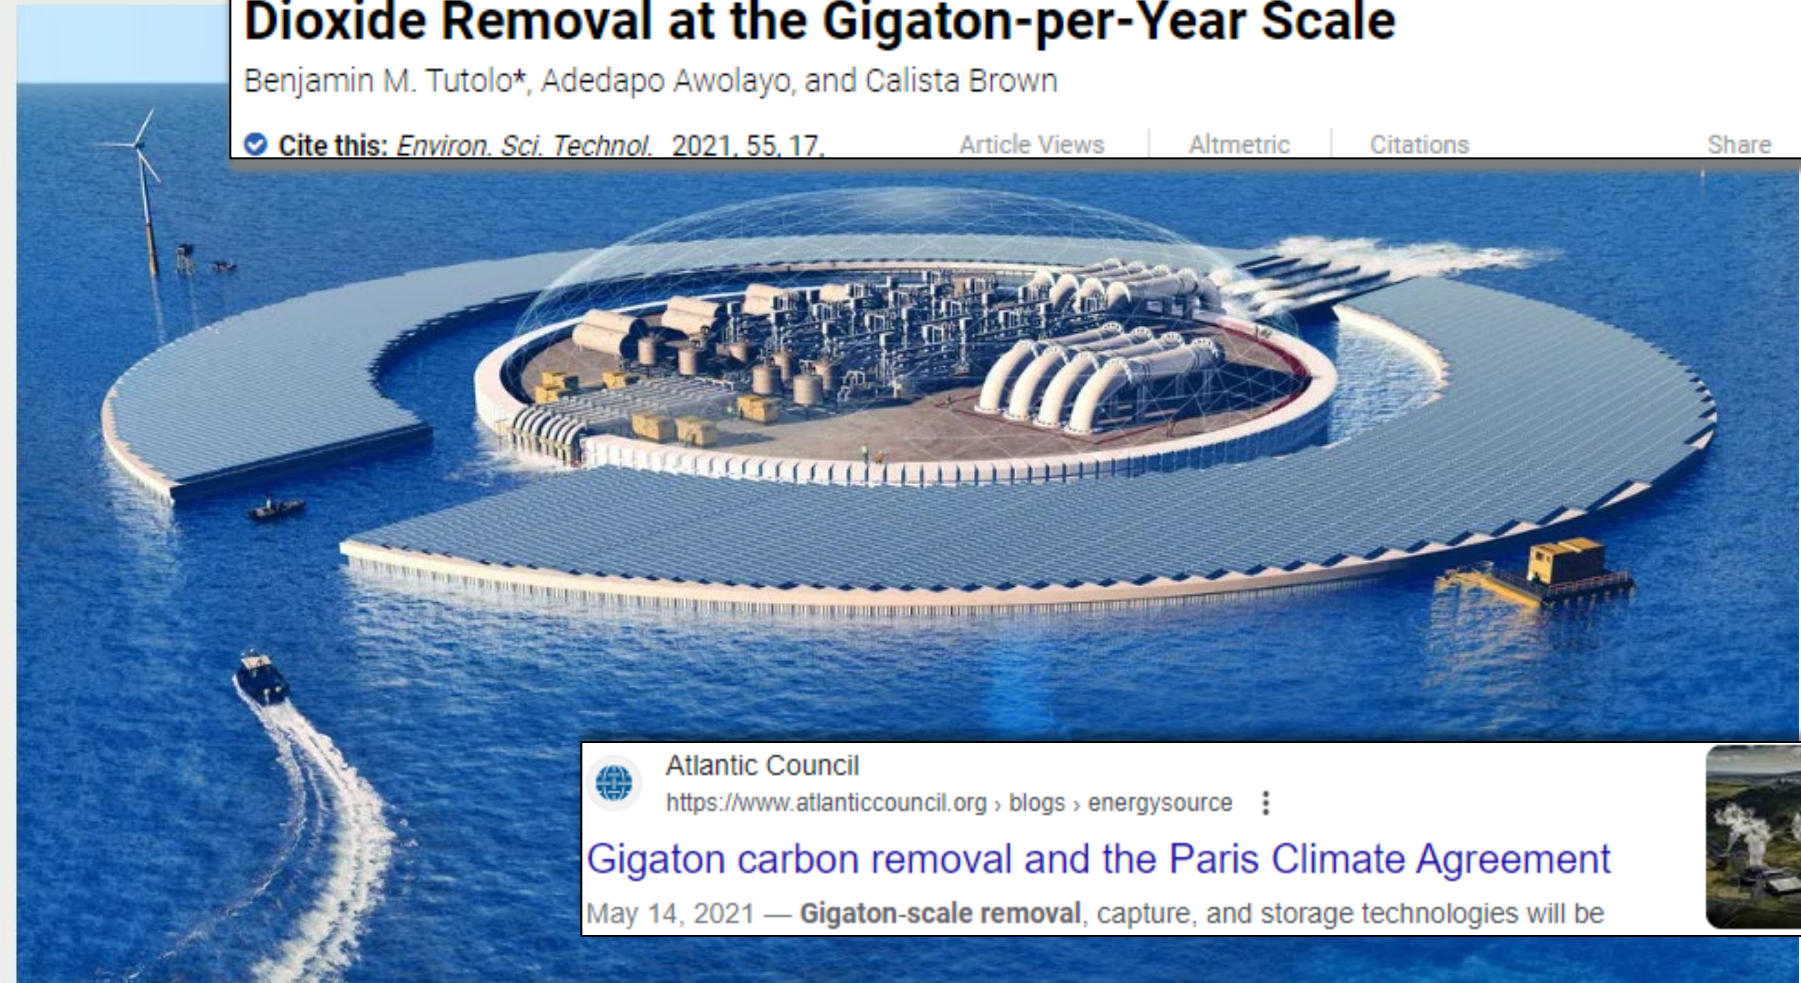 Dioxide Removal at the Gigaton-per-Year Scale
Benjamin M. Tutolo*, Adedapo Awolayo, and Calista Brown
Cite this: Environ. Sci. Technol. 2021, 55, 17,
Article Views Altmetric Citations Share
Atlantic Council
https://www.atlanticcouncil.org › blogs › energysource
Gigaton carbon removal and the Paris Climate Agreement
May 14, 2021 — Gigaton-scale removal, capture, and storage technologies will be